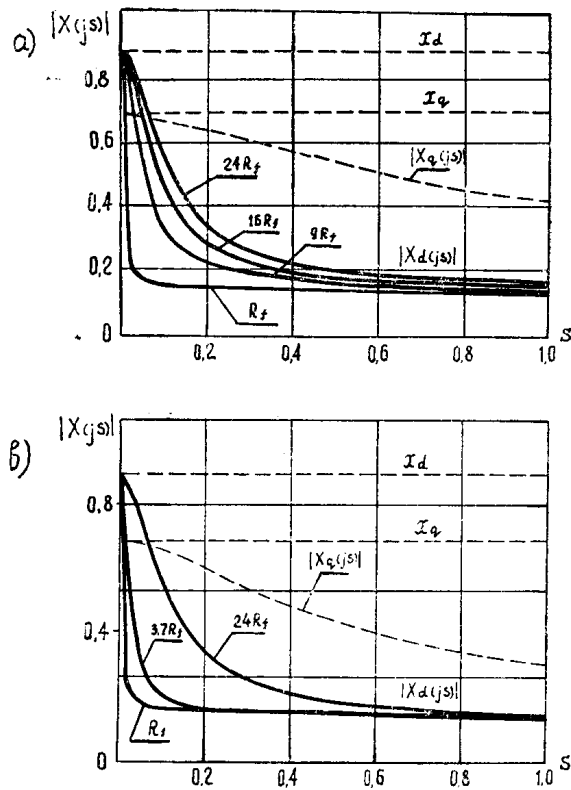 a)
|X(js)|
0,8
0,6
0,4
0,2
0
xd
xq
|Xq(js)|
24Rf
16Rf
9Rf
|Xd(js)|
Rf
0,2 0,4 0,6 0,8 1,0 S
б)
|X(js)|
0,8
0,4
0
xd
xq
|Xq(js)|
3.7Rf
24Rf
|Xd(js)|
Rf
0,2 0,4 0,6 0,8 1.0 S